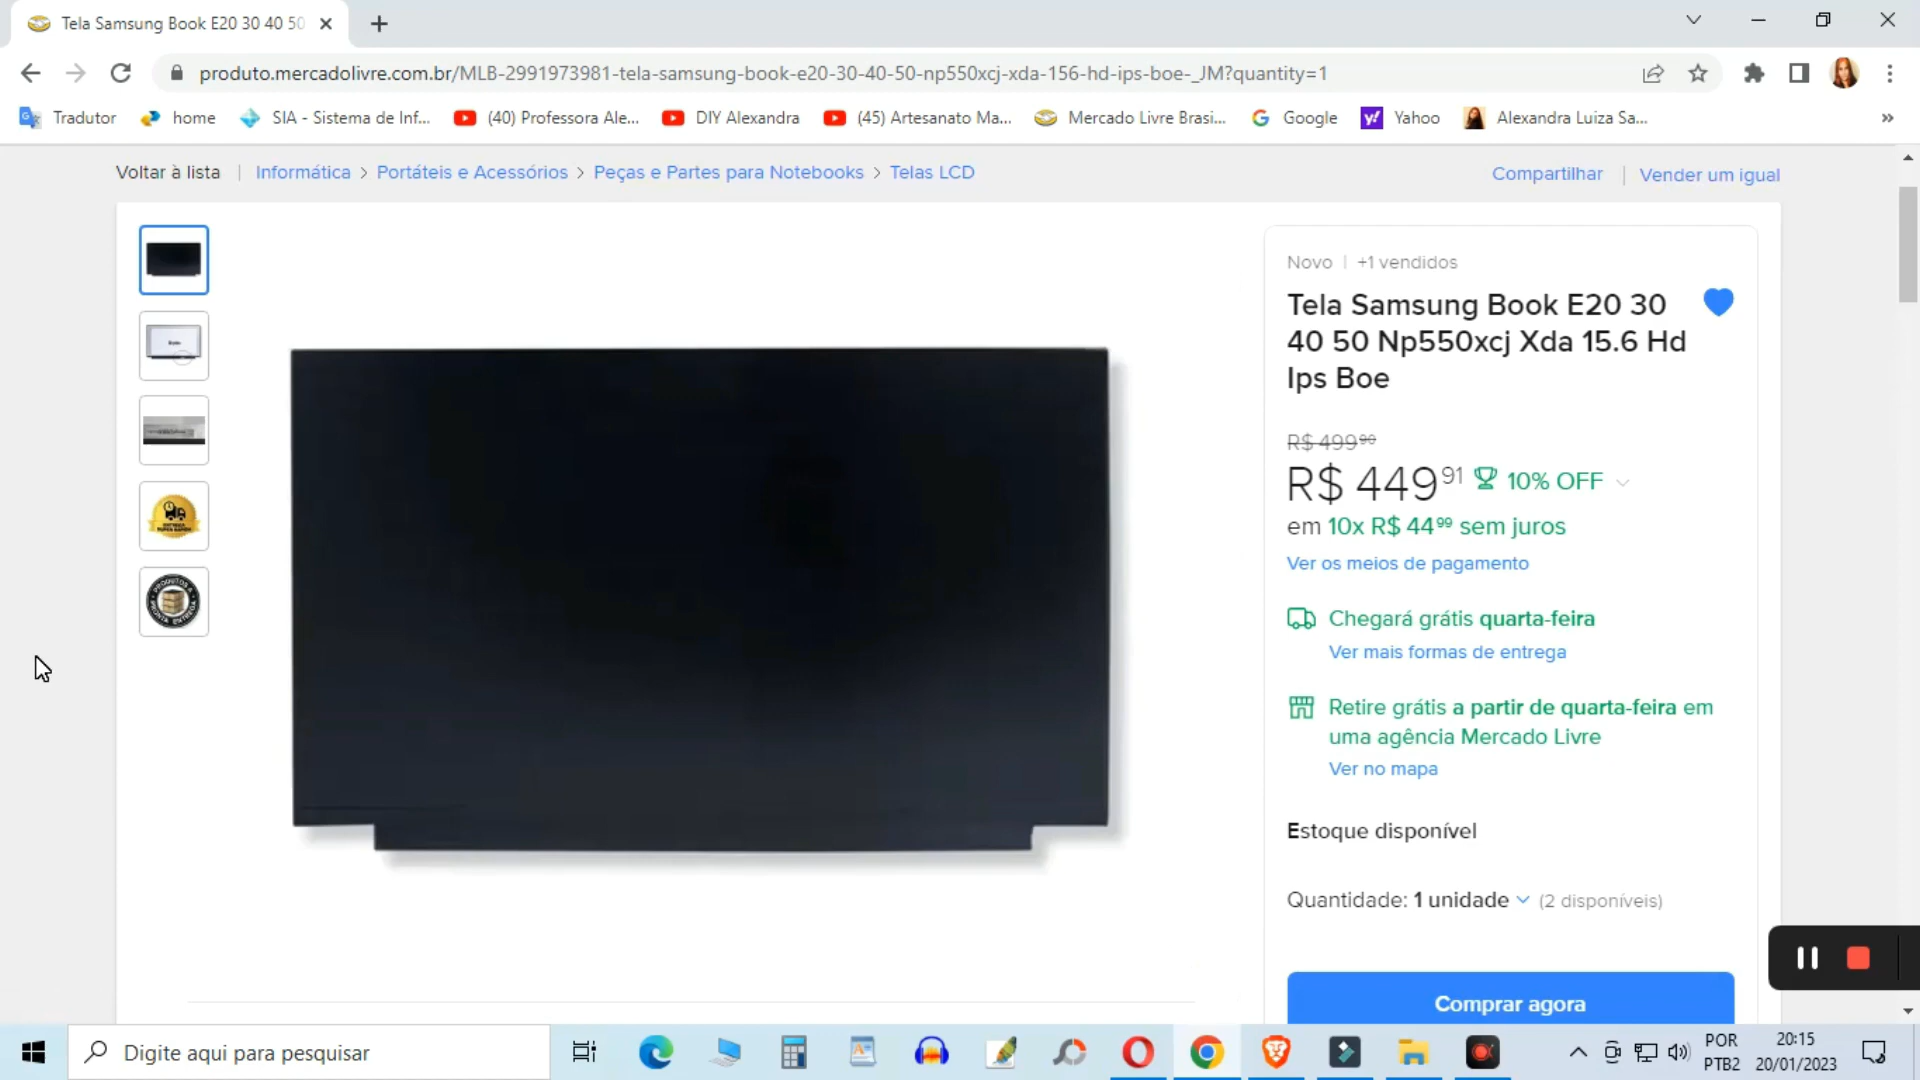 Tela Samsung Book E20 30 40 50
produto.mercadolivre.com.br/MLB-2991973981-tela-samsung-book-e20-30-40-50-np550xcj-xda-156-hd-ips-boe-_JM?quantity=1
Tradutor home SIA - Sistema de Inf... (40) Professora Ale... DIY Alexandra (45) Artesanato Ma... Mercado Livre Brasi... Google Yahoo Alexandra Luiza Sa... »
Voltar à lista | Informática > Portáteis e Acessórios > Peças e Partes para Notebooks > Telas LCD
Compartilhar | Vender um igual
Novo | +1 vendidos
Tela Samsung Book E20 30
40 50 Np550xcj Xda 15.6 Hd
Ips Boe
R$ 499 90
R$ 449 91 10% OFF
em 10x R$ 44 99 sem juros
Ver os meios de pagamento
Chegará grátis quarta-feira
Ver mais formas de entrega
Retire grátis a partir de quarta-feira em
uma agência Mercado Livre
Ver no mapa
Estoque disponível
Quantidade: 1 unidade (2 disponíveis)
Comprar agora
Digite aqui para pesquisar
POR
PTB2
20:15
20/01/2023